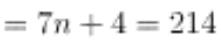 = 7n + 4 = 214